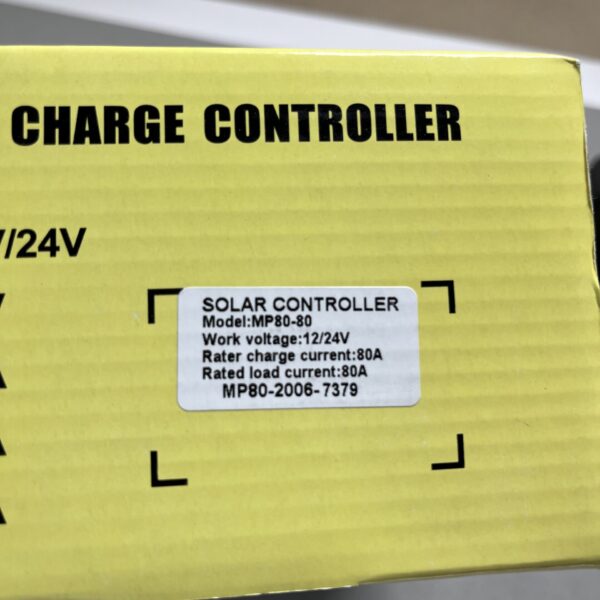 CHARGE CONTROLLER
/24V
SOLAR CONTROLLER
Model:MP80-80
Work voltage:12/24V
Rater charge current:80A
Rated load current:80A
MP80-2006-7379